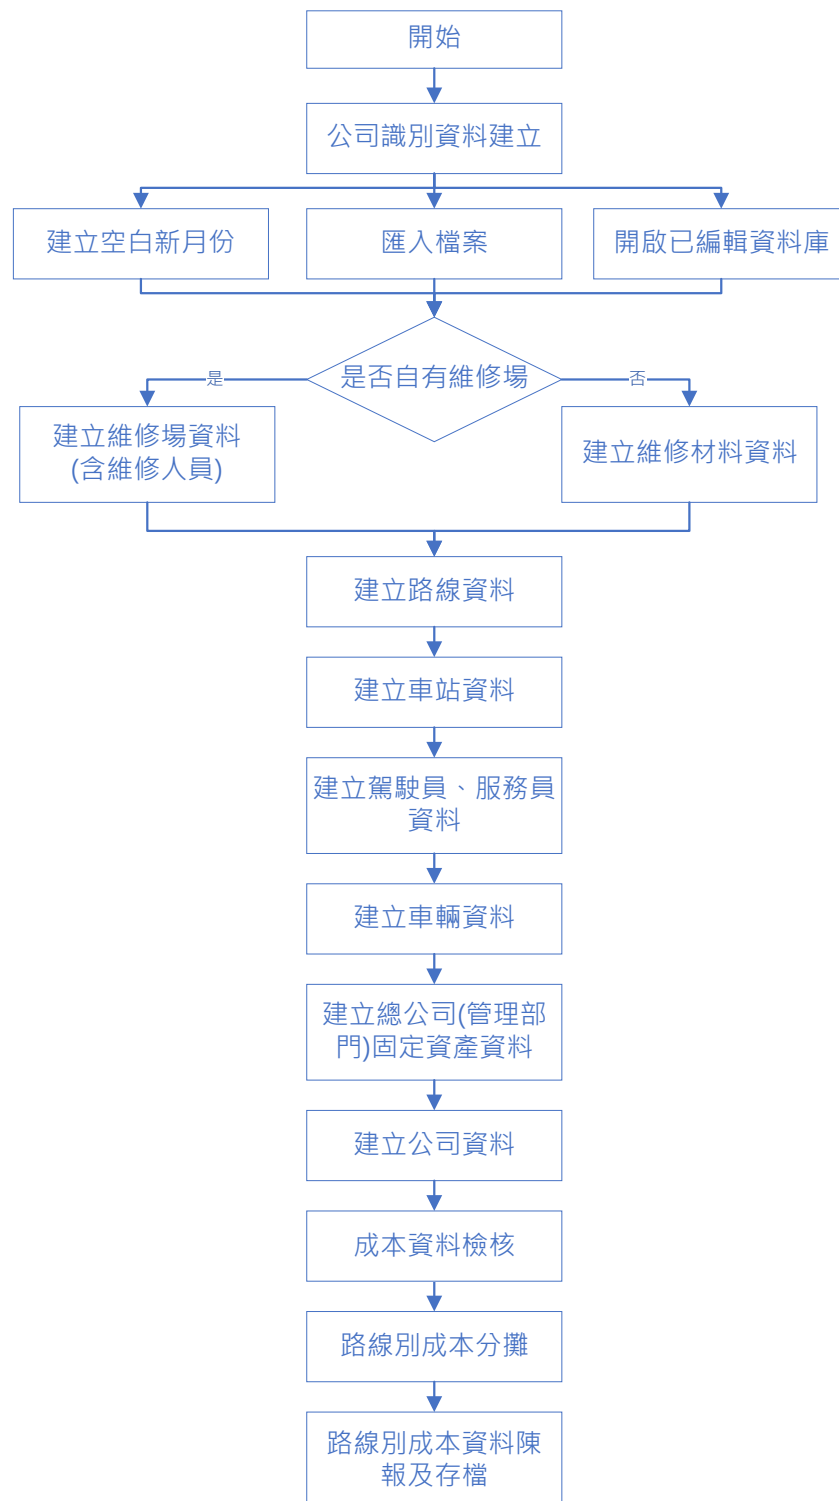 開始
公司識別資料建立
建立空白新月份
匯入檔案
開啟已編輯資料庫
是否自有維修場
是
否
建立維修場資料
(含維修人員)
建立維修材料資料
建立路線資料
建立車站資料
建立駕駛員、服務員
資料
建立車輛資料
建立總公司(管理部
門)固定資產資料
建立公司資料
成本資料檢核
路線別成本分攤
路線別成本資料陳
報及存檔